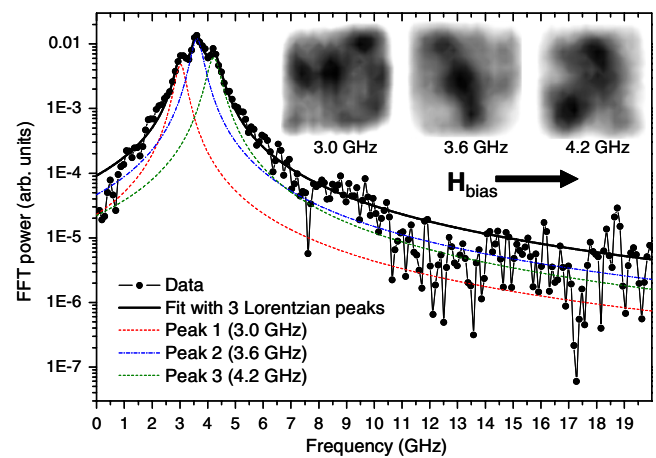 0.01
1E-3
1E-4
1E-5
1E-6
1E-7
FFT power (arb. units)
3.0 GHz 3.6 GHz 4.2 GHz
Hbias
Data
Fit with 3 Lorentzian peaks
Peak 1 (3.0 GHz)
Peak 2 (3.6 GHz)
Peak 3 (4.2 GHz)
0 1 2 3 4 5 6 7 8 9 10 11 12 13 14 15 16 17 18 19
Frequency (GHz)